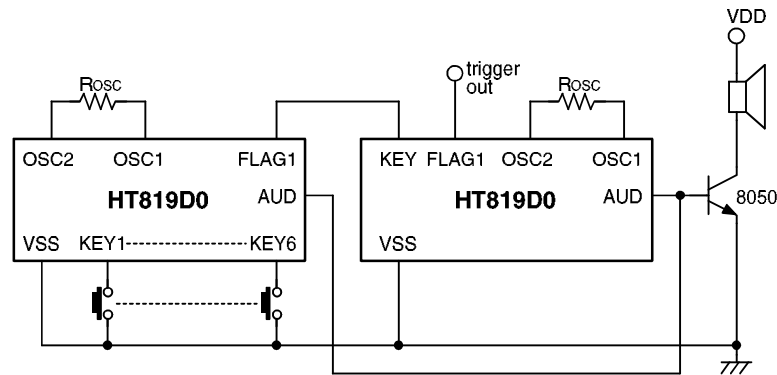 VDD
ROSC
trigger
out
ROSC
OSC2 OSC1 FLAG1
KEY FLAG1 OSC2 OSC1
HT819D0
AUD
HT819D0
AUD
8050
VSS KEY1 KEY6
VSS